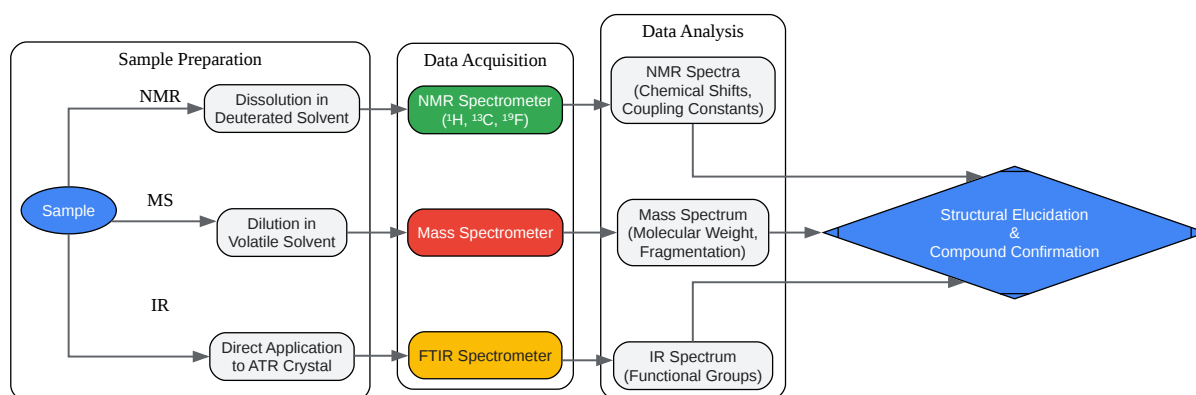 Sample Preparation
Data Acquisition
Data Analysis
NMR
Dissolution in
Deuterated Solvent
NMR Spectrometer
(¹H, ¹³C, ¹⁹F)
NMR Spectra
(Chemical Shifts,
Coupling Constants)
Sample
MS
Dilution in
Volatile Solvent
Mass Spectrometer
Mass Spectrum
(Molecular Weight,
Fragmentation)
Structural Elucidation
&
Compound Confirmation
IR
Direct Application
to ATR Crystal
FTIR Spectrometer
IR Spectrum
(Functional Groups)